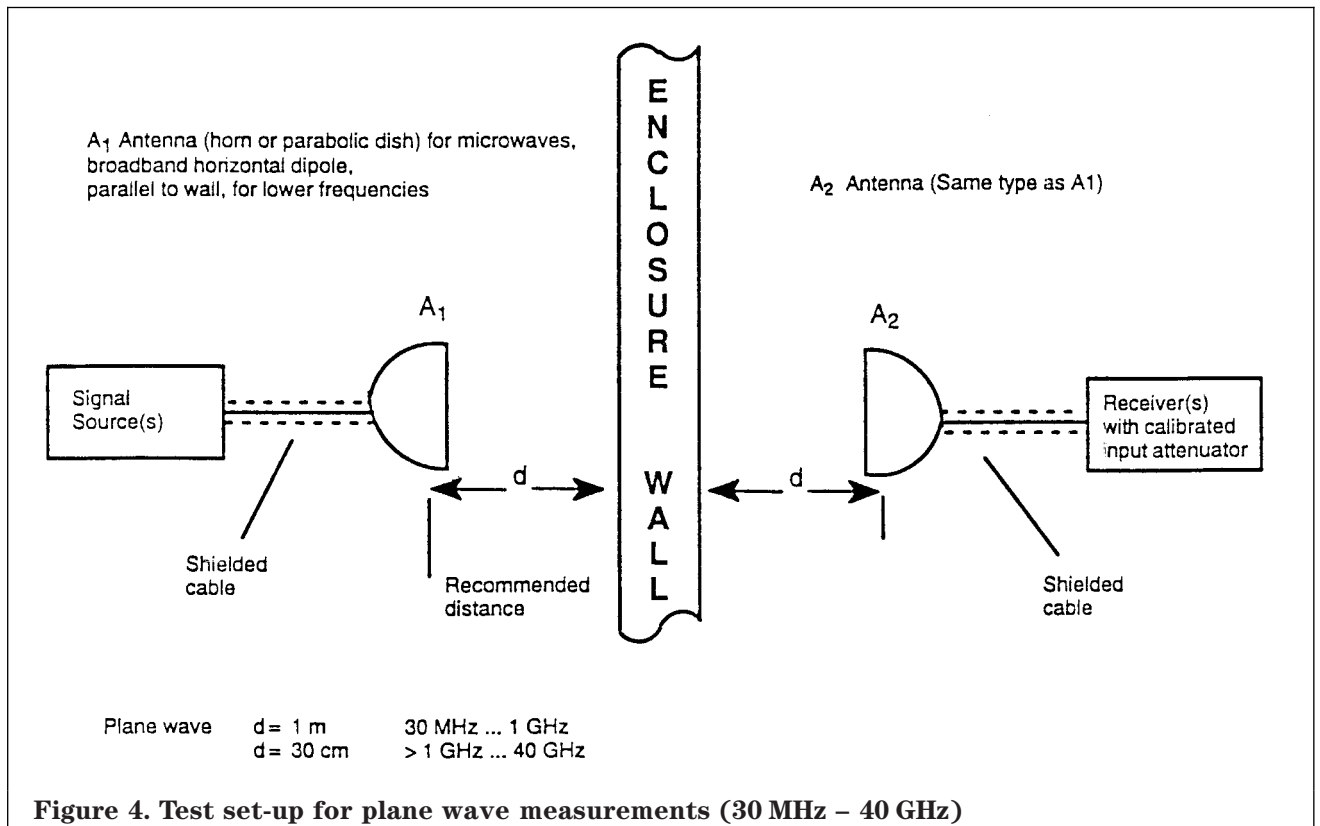 A1 Antenna (horn or parabolic dish) for microwaves,
broadband horizontal dipole,
parallel to wall, for lower frequencies
A2 Antenna (Same type as A1)
ENCLOSURE WALL
A1
A2
Signal
Source(s)
Receiver(s)
with calibrated
input attenuator
d
d
Shielded
cable
Recommended
distance
Shielded
cable
Plane wave d = 1 m 30 MHz ... 1 GHz
d = 30 cm > 1 GHz ... 40 GHz
Figure 4. Test set-up for plane wave measurements (30 MHz – 40 GHz)